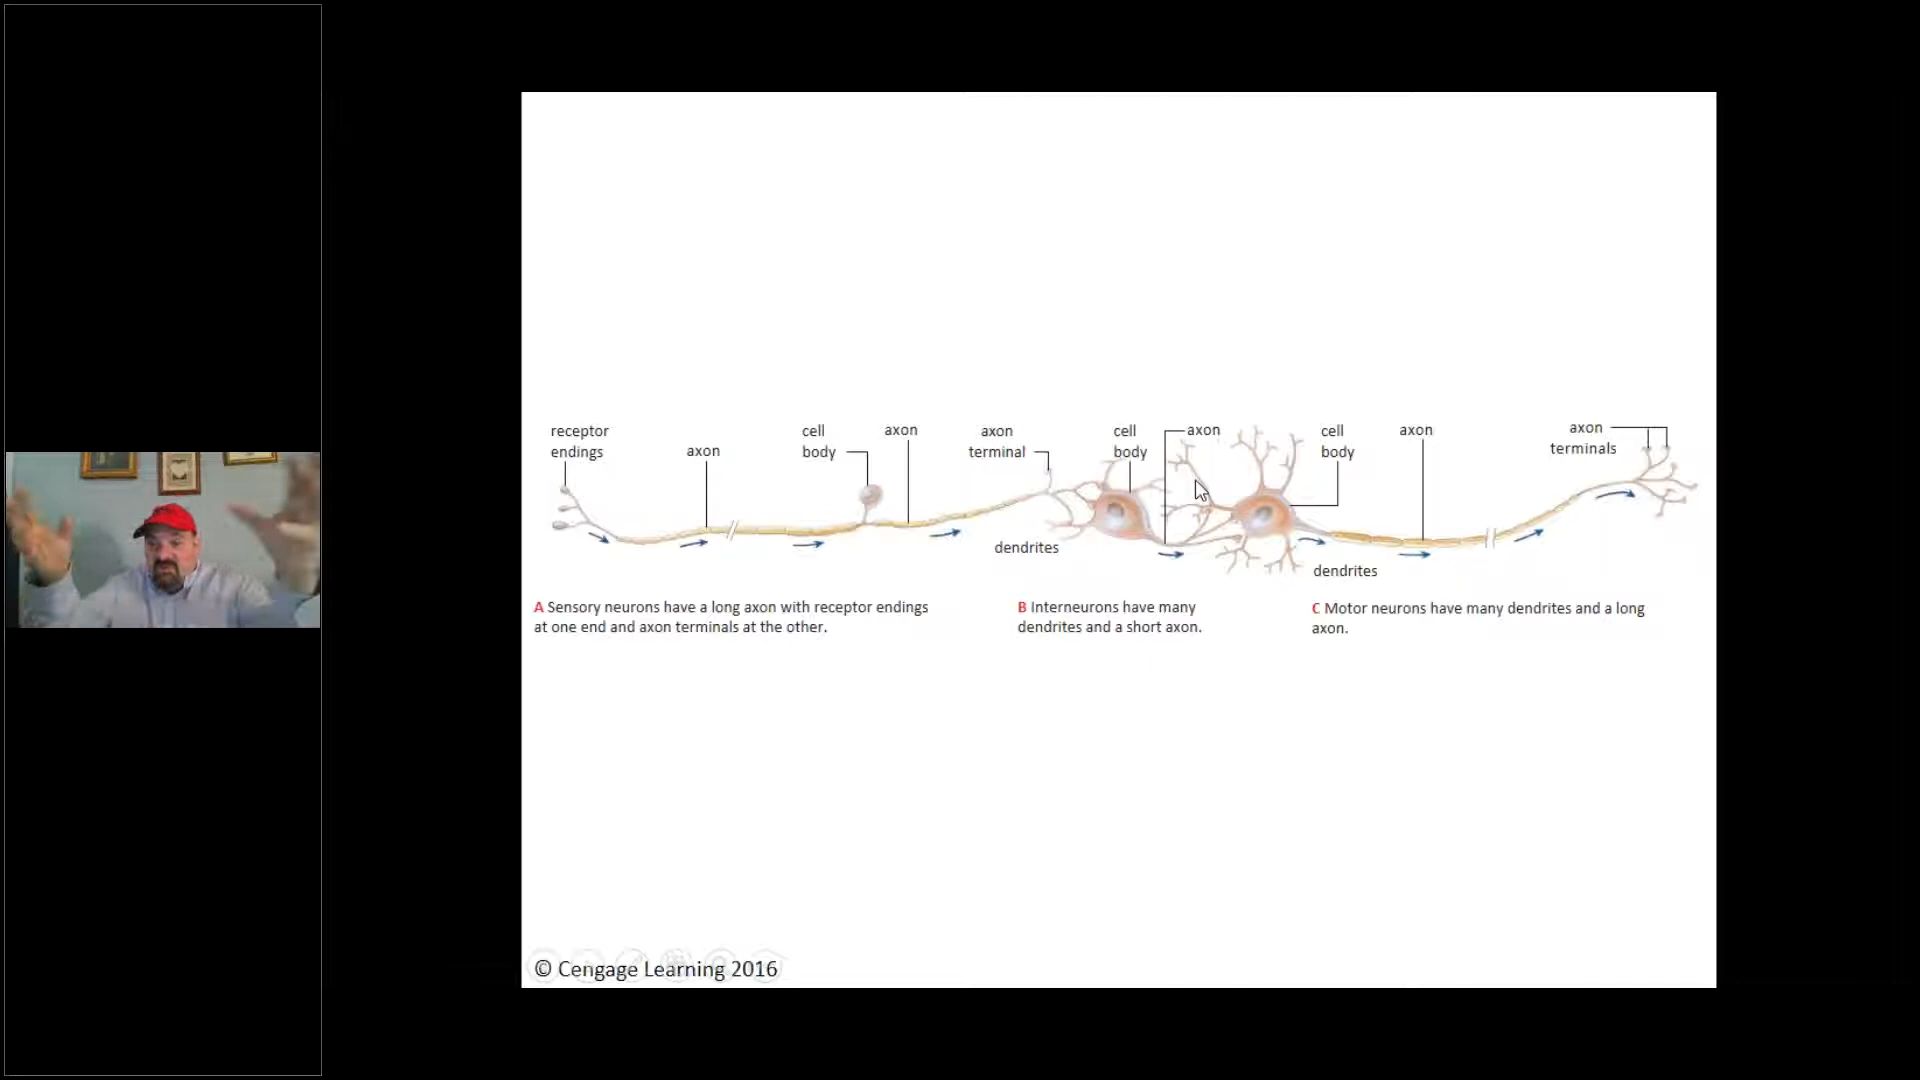 receptor
endings
axon
cell
body
axon
axon
terminal
dendrites
cell
body
axon
cell
body
axon
dendrites
axon
terminals
A Sensory neurons have a long axon with receptor endings
at one end and axon terminals at the other.
B Interneurons have many
dendrites and a short axon.
C Motor neurons have many dendrites and a long
axon.
© Cengage Learning 2016